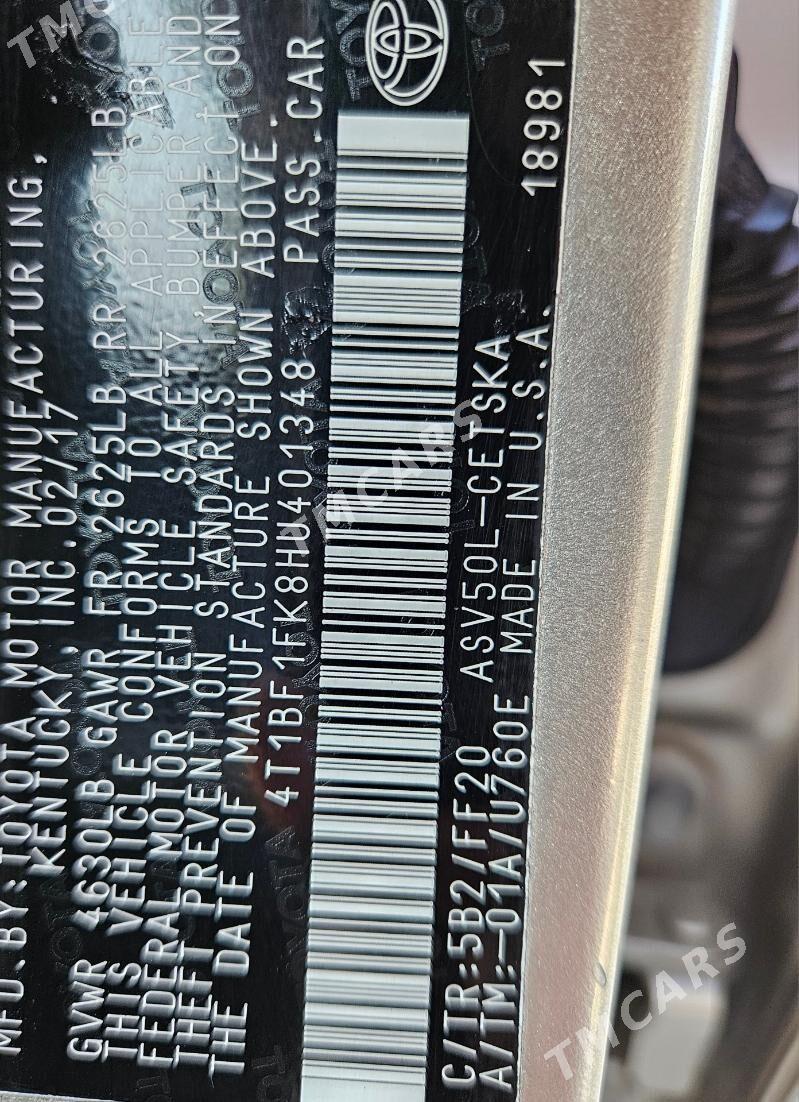 MFD.BY:TOYOTA MOTOR MANUFACTURING,
KENTUCKY, INC. 02/17
GVWR 4630LB GAWR FR 2625LB RR 2625LB
THIS VEHICLE CONFORMS TO ALL APPLICABLE
FEDERAL MOTOR VEHICLE SAFETY, BUMPER AND
THEFT PREVENTION STANDARDS IN EFFECT ON
THE DATE OF MANUFACTURE SHOWN ABOVE.
4T1BF1FK8HU401348 PASS. CAR
C/TR:5B2/FF20 ASV50L-CETSKA 18981
A/TM:-01A/U760E MADE IN U.S.A.
TMCARS
TMCARS
TMCARS